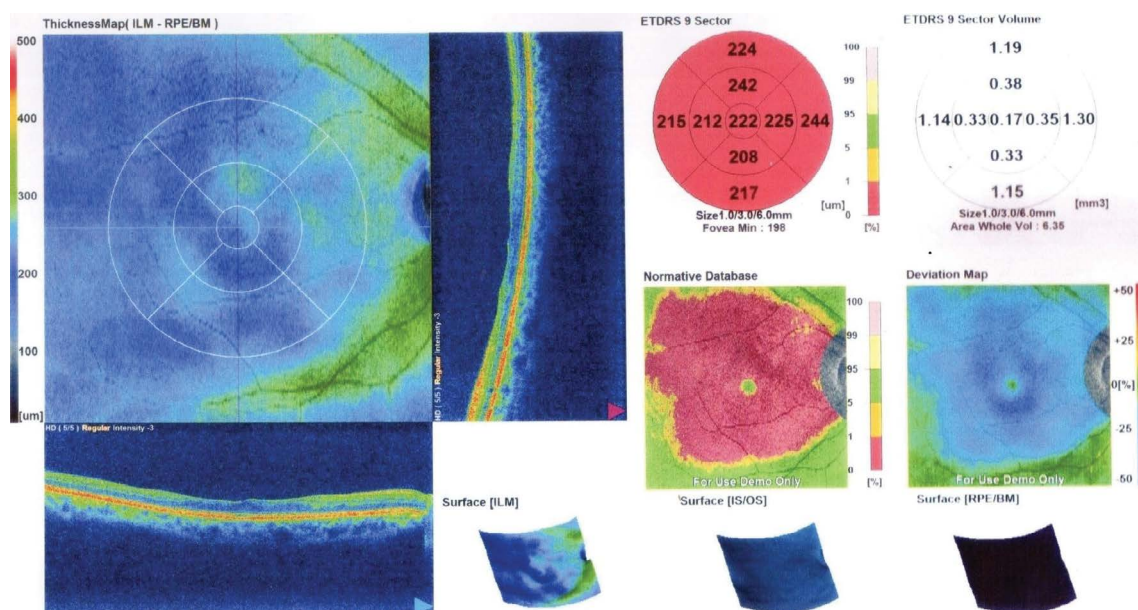 ThicknessMap( ILM - RPE/BM )
500
400
300
200
100
[um]
HD ( 5/5 ) Regular Intensity -3
HD ( 5/5 ) Regular Intensity -3
ETDRS 9 Sector
224
242
215 212 222 225 244
208
217
[um]
Size1.0/3.0/6.0mm
Fovea Min : 198
100
99
95
5
1
0
[%]
ETDRS 9 Sector Volume
1.19
0.38
1.14 0.33 0.17 0.35 1.30
0.33
1.15
[mm3]
Size1.0/3.0/6.0mm
Area Whole Vol : 6.35
Normative Database
For Use Demo Only
100
99
95
5
1
0
[%]
Deviation Map
For Use Demo Only
+50
+25
0[%]
-25
-50
Surface [ILM]
Surface [IS/OS]
Surface [RPE/BM]